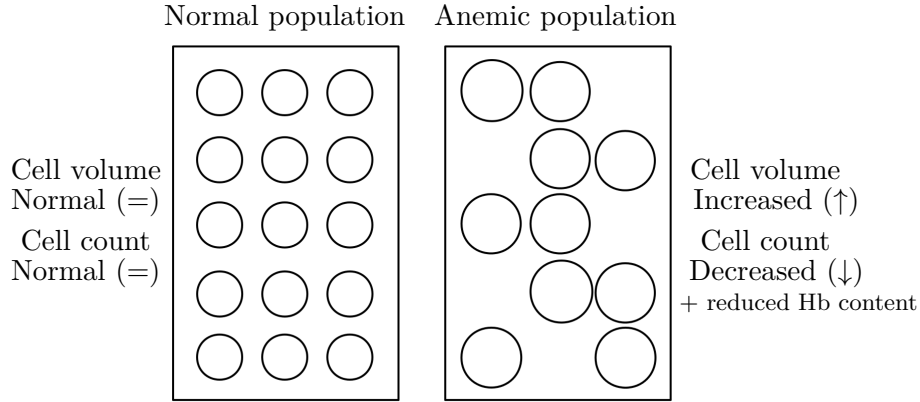 Normal population
Anemic population
Cell volume
Normal (=)
Cell count
Normal (=)
Cell volume
Increased (↑)
Cell count
Decreased (↓)
+ reduced Hb content